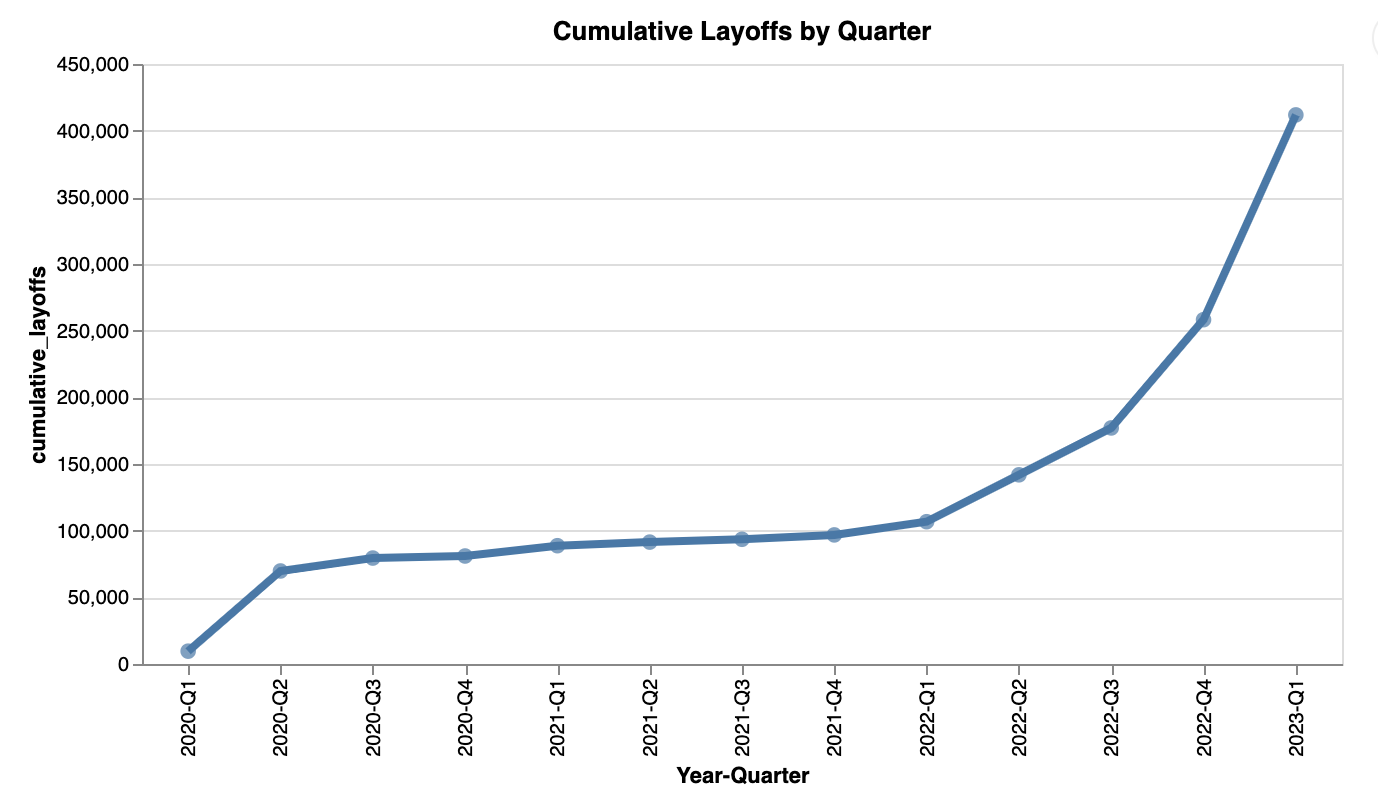 Cumulative Layoffs by Quarter
450,000
400,000
350,000
300,000
250,000
200,000
150,000
100,000
50,000
0
cumulative_layoffs
2020-Q1
2020-Q2
2020-Q3
2020-Q4
2021-Q1
2021-Q2
2021-Q3
2021-Q4
2022-Q1
2022-Q2
2022-Q3
2022-Q4
2023-Q1
Year-Quarter